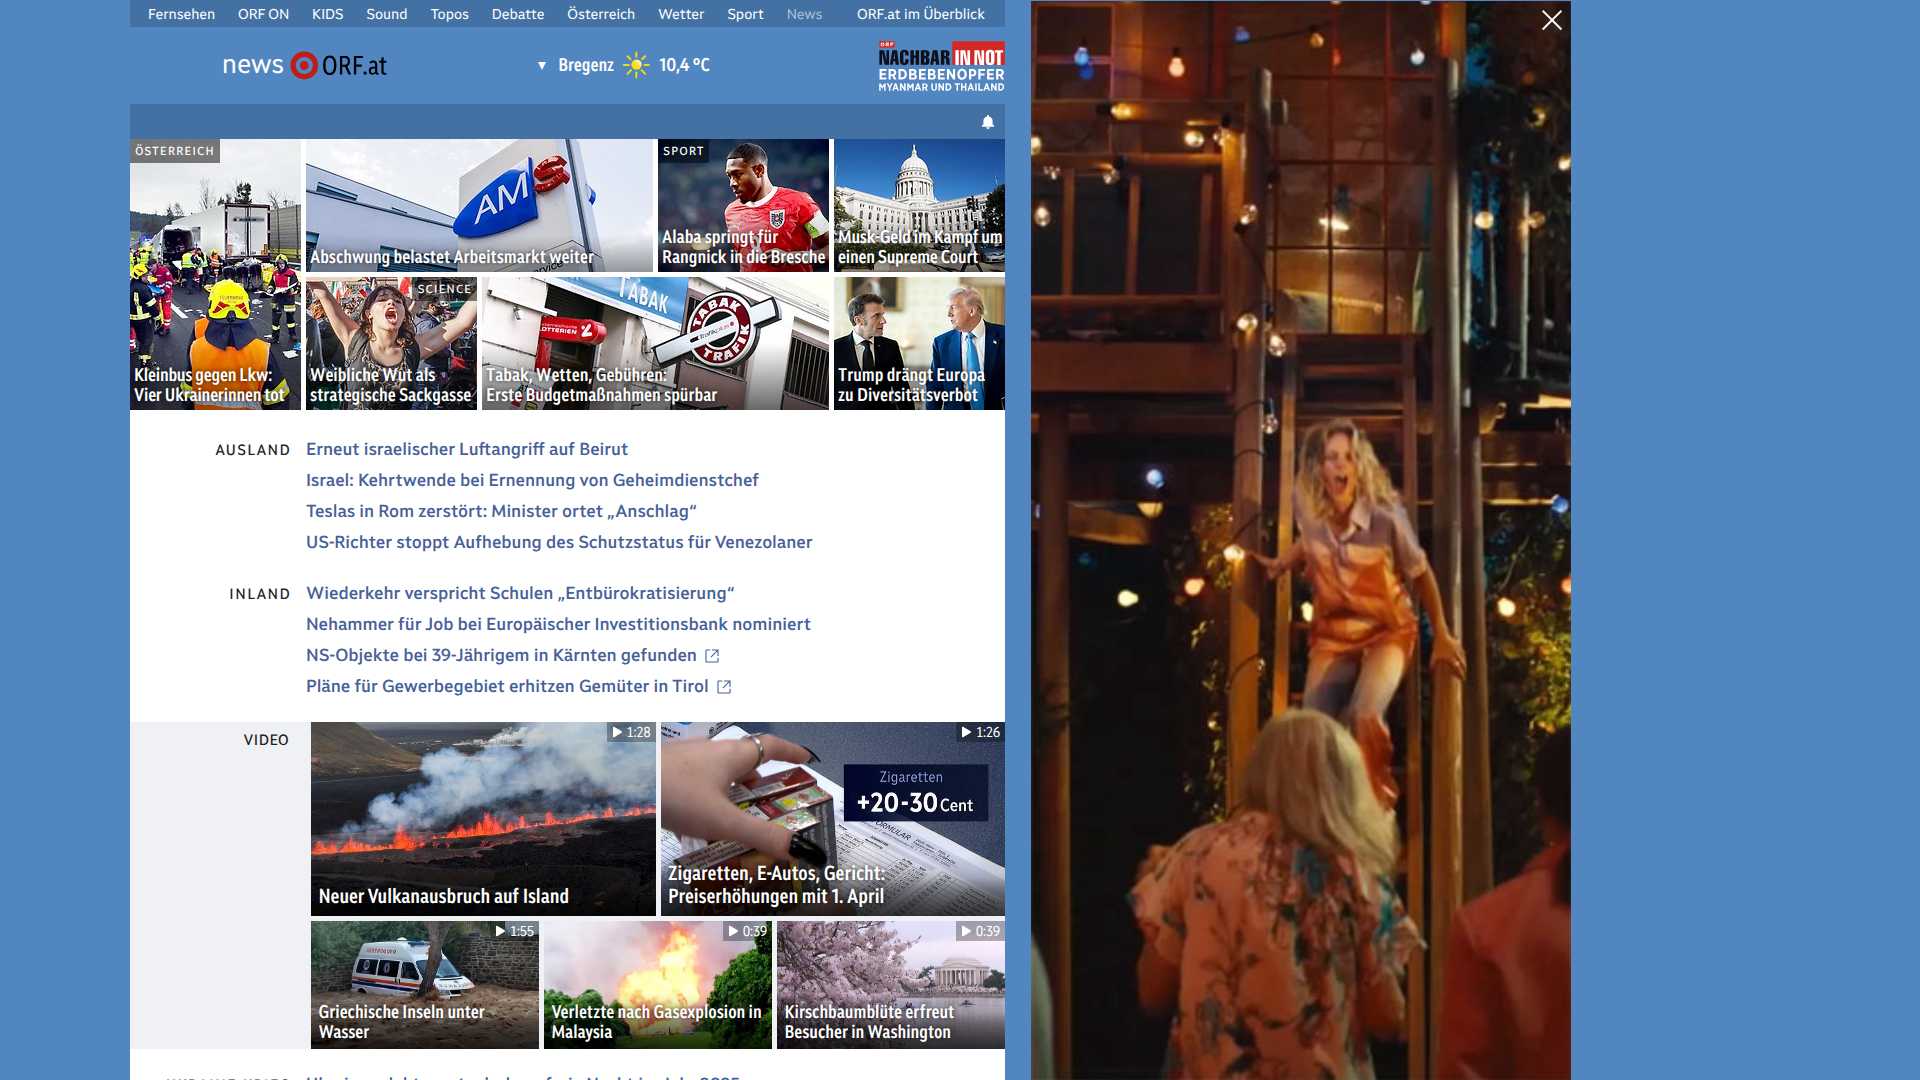 Fernsehen ORF ON KIDS Sound Topos Debatte Österreich Wetter Sport News ORF.at im Überblick
news ORF.at
Bregenz 10,4 °C
ORF
NACHBAR IN NOT
ERDBEBENOPFER
MYANMAR UND THAILAND
ÖSTERREICH
Kleinbus gegen Lkw:
Vier Ukrainerinnen tot
AMS
Abschwung belastet Arbeitsmarkt weiter
SPORT
Alaba springt für
Rangnick in die Bresche
Musk-Geld im Kampf um
einen Supreme Court
SCIENCE
Weibliche Wut als
strategische Sackgasse
TABAK
TABAK
TRAFIK
Tabak, Wetten, Gebühren:
Erste Budgetmaßnahmen spürbar
Trump drängt Europa
zu Diversitätsverbot
AUSLAND
Erneut israelischer Luftangriff auf Beirut
Israel: Kehrtwende bei Ernennung von Geheimdienstchef
Teslas in Rom zerstört: Minister ortet „Anschlag“
US-Richter stoppt Aufhebung des Schutzstatus für Venezolaner
INLAND
Wiederkehr verspricht Schulen „Entbürokratisierung“
Nehammer für Job bei Europäischer Investitionsbank nominiert
NS-Objekte bei 39-Jährigem in Kärnten gefunden
Pläne für Gewerbegebiet erhitzen Gemüter in Tirol
VIDEO
1:28
Neuer Vulkanausbruch auf Island
1:26
Zigaretten
+20-30 Cent
Zigaretten, E-Autos, Gericht:
Preiserhöhungen mit 1. April
1:55
Griechische Inseln unter
Wasser
0:39
Verletzte nach Gasexplosion in
Malaysia
0:39
Kirschbaumblüte erfreut
Besucher in Washington